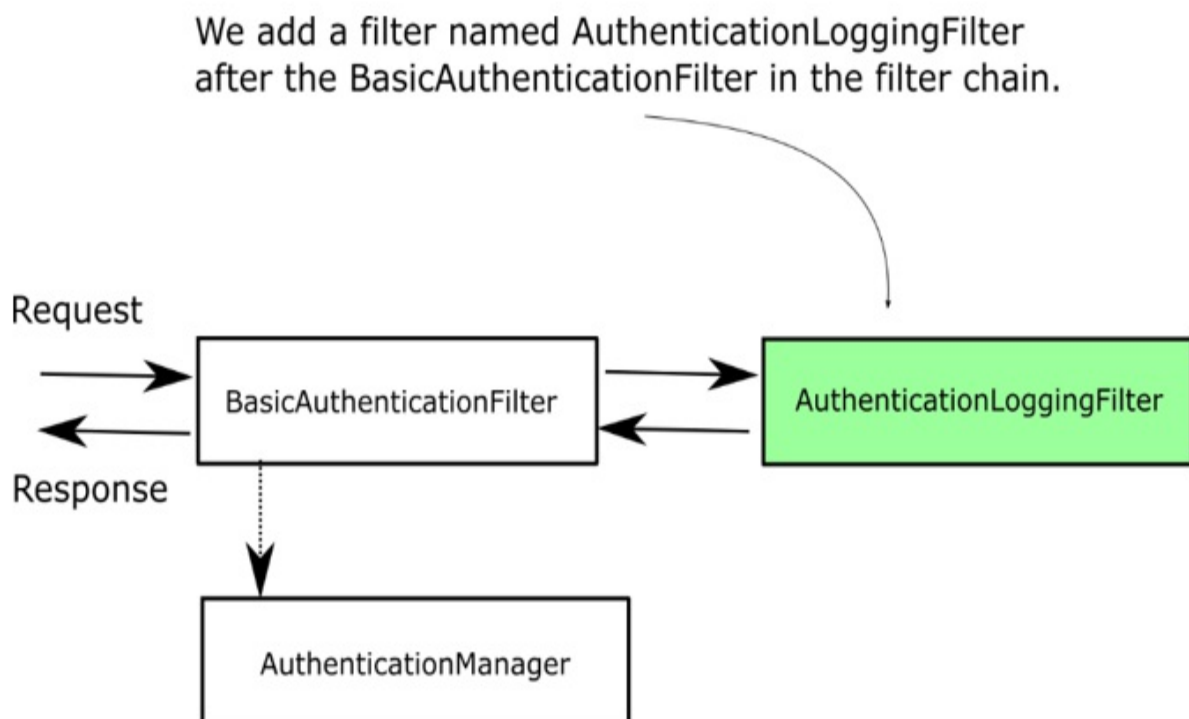 We add a filter named AuthenticationLoggingFilter
after the BasicAuthenticationFilter in the filter chain.
Request
BasicAuthenticationFilter
AuthenticationLoggingFilter
Response
AuthenticationManager